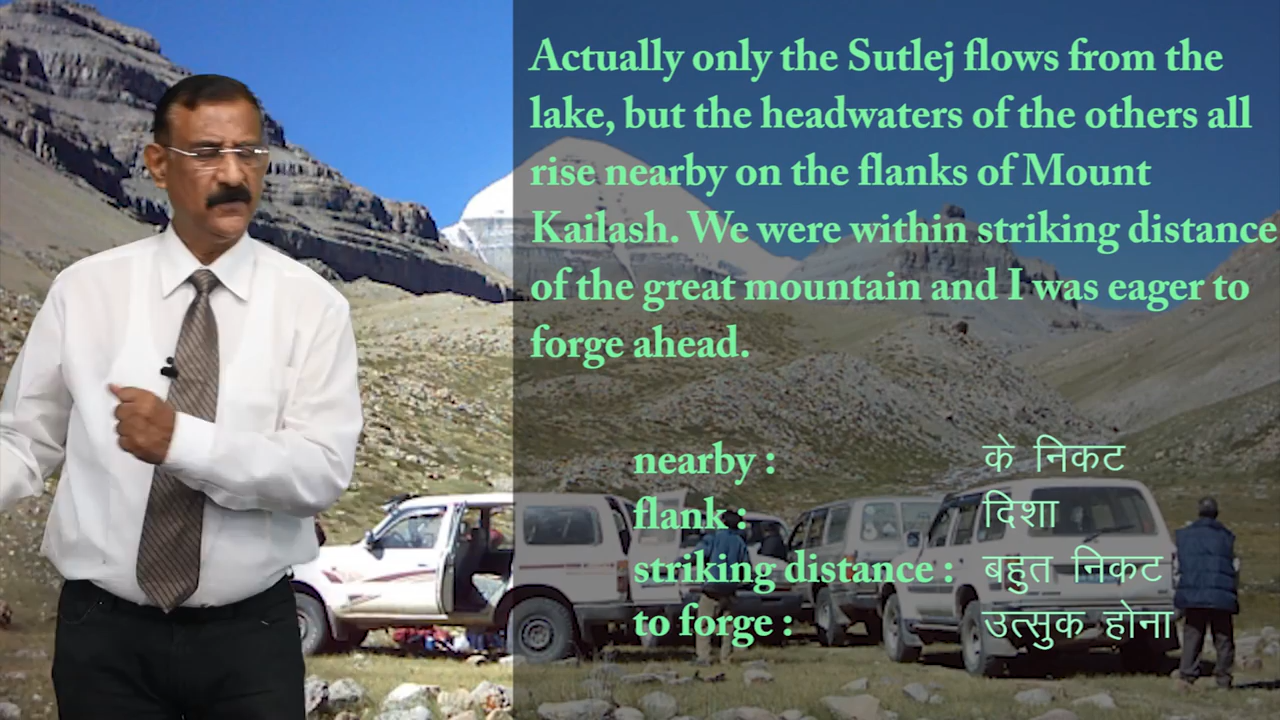 Actually only the Sutlej flows from the
lake, but the headwaters of the others all
rise nearby on the flanks of Mount
Kailash. We were within striking distance
of the great mountain and I was eager to
forge ahead.
nearby : के निकट
flank : दिशा
striking distance : बहुत निकट
to forge : उत्सुक होना